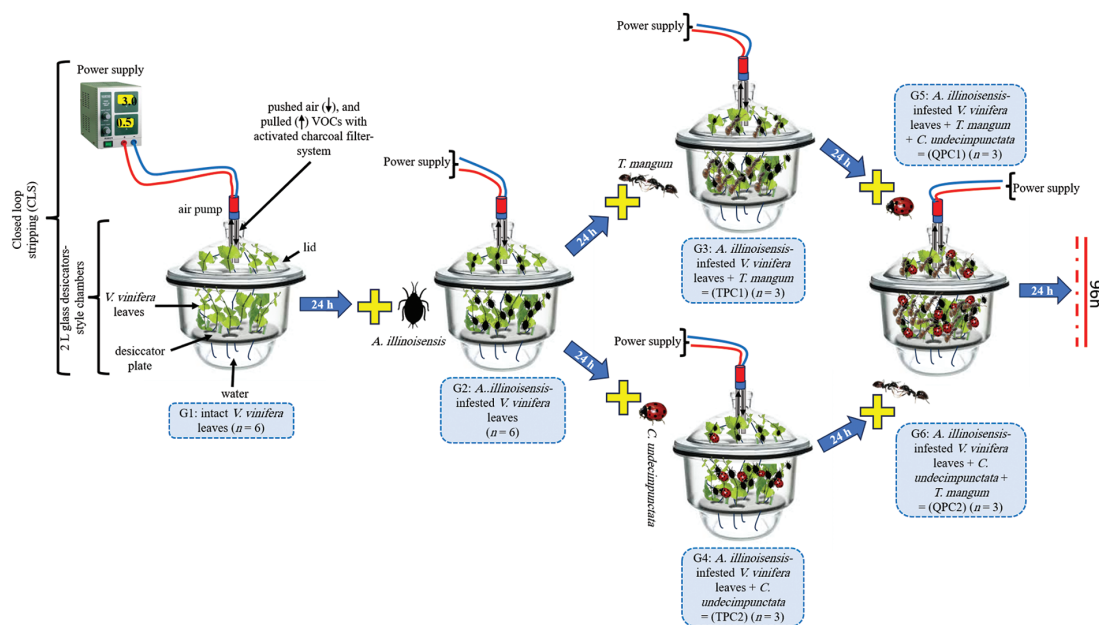 Closed loop
stripping (CLS)
2 L glass desiccators-
style chambers
Power supply
3.0
0.5
pushed air (↓), and
pulled (↑) VOCs with
activated charcoal filter-
system
air pump
lid
V. vinifera
leaves
desiccator
plate
water
G1: intact V. vinifera
leaves (n = 6)
24 h
A. illinoisensis
Power supply
G2: A..illinoisensis-
infested V. vinifera
leaves
(n = 6)
24 h
T. mangum
Power supply
G3: A. illinoisensis-
infested V. vinifera
leaves + T. mangum
= (TPC1) (n = 3)
24 h
C. undecimpunctata
Power supply
G4: A. illinoisensis-
infested V. vinifera
leaves + C.
undecimpunctata
= (TPC2) (n = 3)
24 h
G5: A. illinoisensis-
infested V. vinifera
leaves + T. mangum
+ C. undecimpunctata
= (QPC1) (n = 3)
Power supply
24 h
G6: A. illinoisensis-
infested V. vinifera
leaves + C.
undecimpunctata +
T. mangum
= (QPC2) (n = 3)
24 h
96h